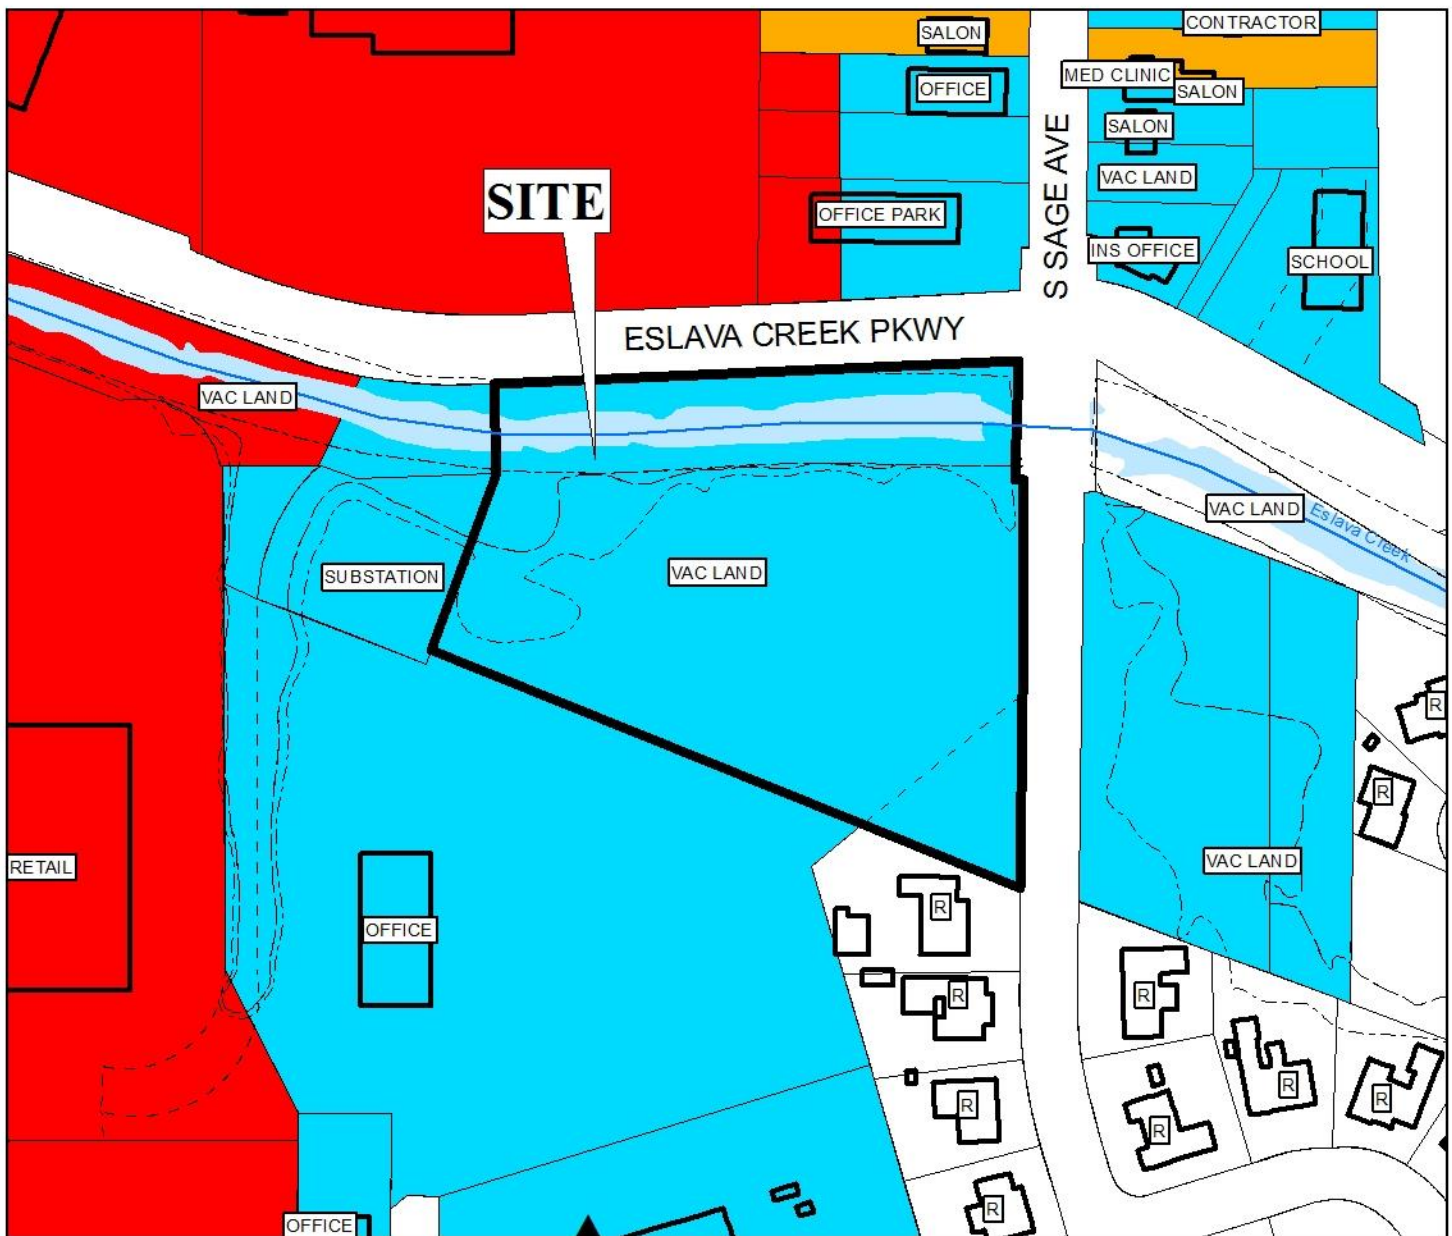 CONTRACTOR
SALON
MED CLINIC
OFFICE
SALON
SALON
S SAGE AVE
VAC LAND
SITE
OFFICE PARK
INS OFFICE
SCHOOL
ESLAVA CREEK PKWY
VAC LAND
VAC LAND
Eslava Creek
SUBSTATION
VAC LAND
R
R
RETAIL
VAC LAND
OFFICE
R
R
R
R
R
R
R
R
OFFICE